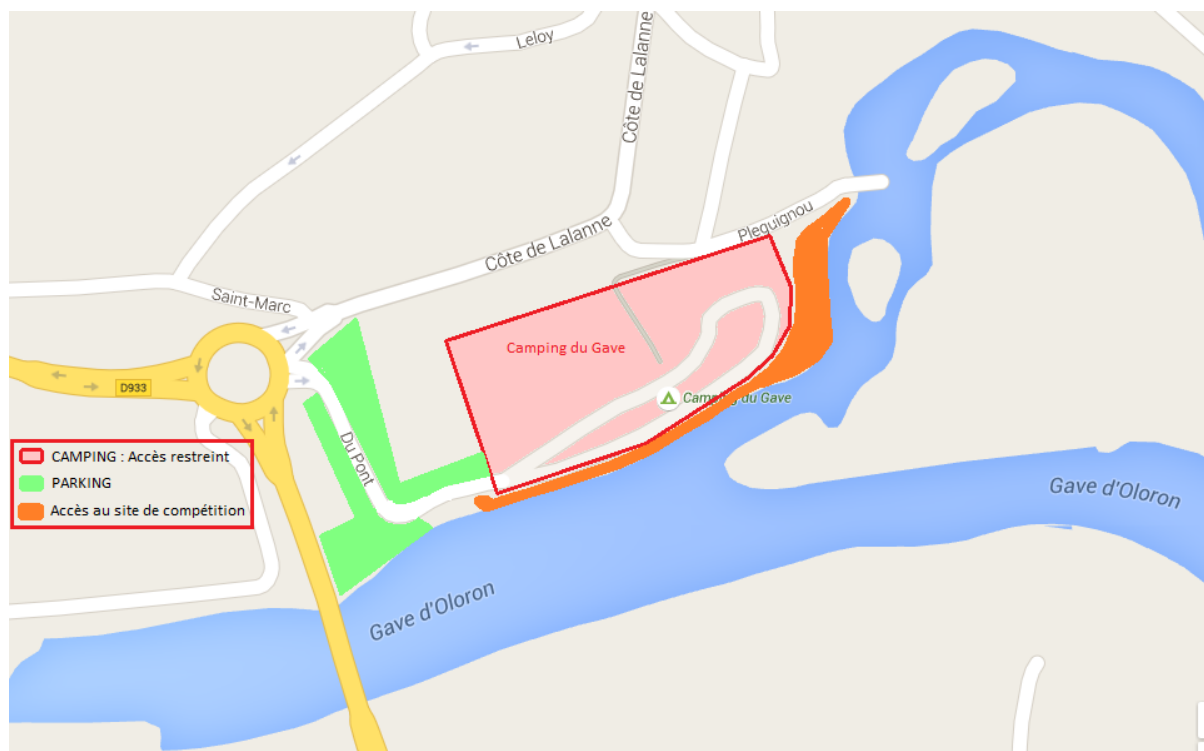 Leloy
Côte de Lalanne
Pleguignou
Côte de Lalanne
Saint-Marc
Camping du Gave
D933
Camping du Gave
Du Pont
CAMPING : Accès restreint
PARKING
Accès au site de compétition
Gave d'Oloron
Gave d'Oloron